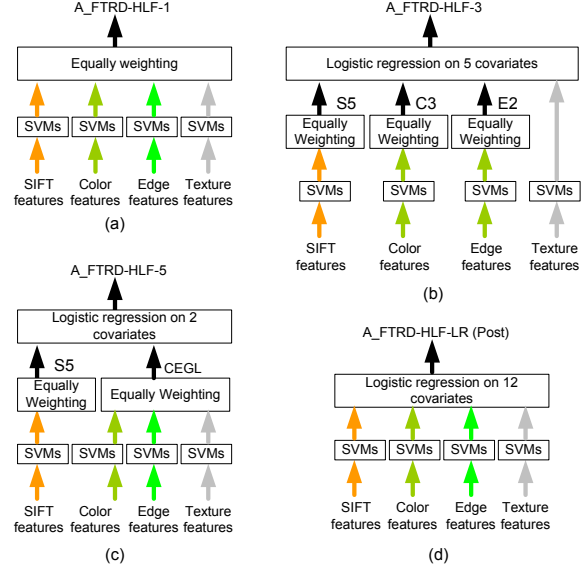 A_FTRD-HLF-1
Equally weighting
SVMs SVMs SVMs SVMs
SIFT features
Color features
Edge features
Texture features
(a)
A_FTRD-HLF-3
Logistic regression on 5 covariates
S5 C3 E2
Equally Weighting
Equally Weighting
Equally Weighting
SVMs SVMs SVMs SVMs
SIFT features
Color features
Edge features
Texture features
(b)
A_FTRD-HLF-5
Logistic regression on 2
covariates
S5 CEGL
Equally Weighting
Equally Weighting
SVMs SVMs SVMs SVMs
SIFT features
Color features
Edge features
Texture features
(c)
A_FTRD-HLF-LR (Post)
Logistic regression on 12
covariates
SVMs SVMs SVMs SVMs
SIFT features
Color features
Edge features
Texture features
(d)